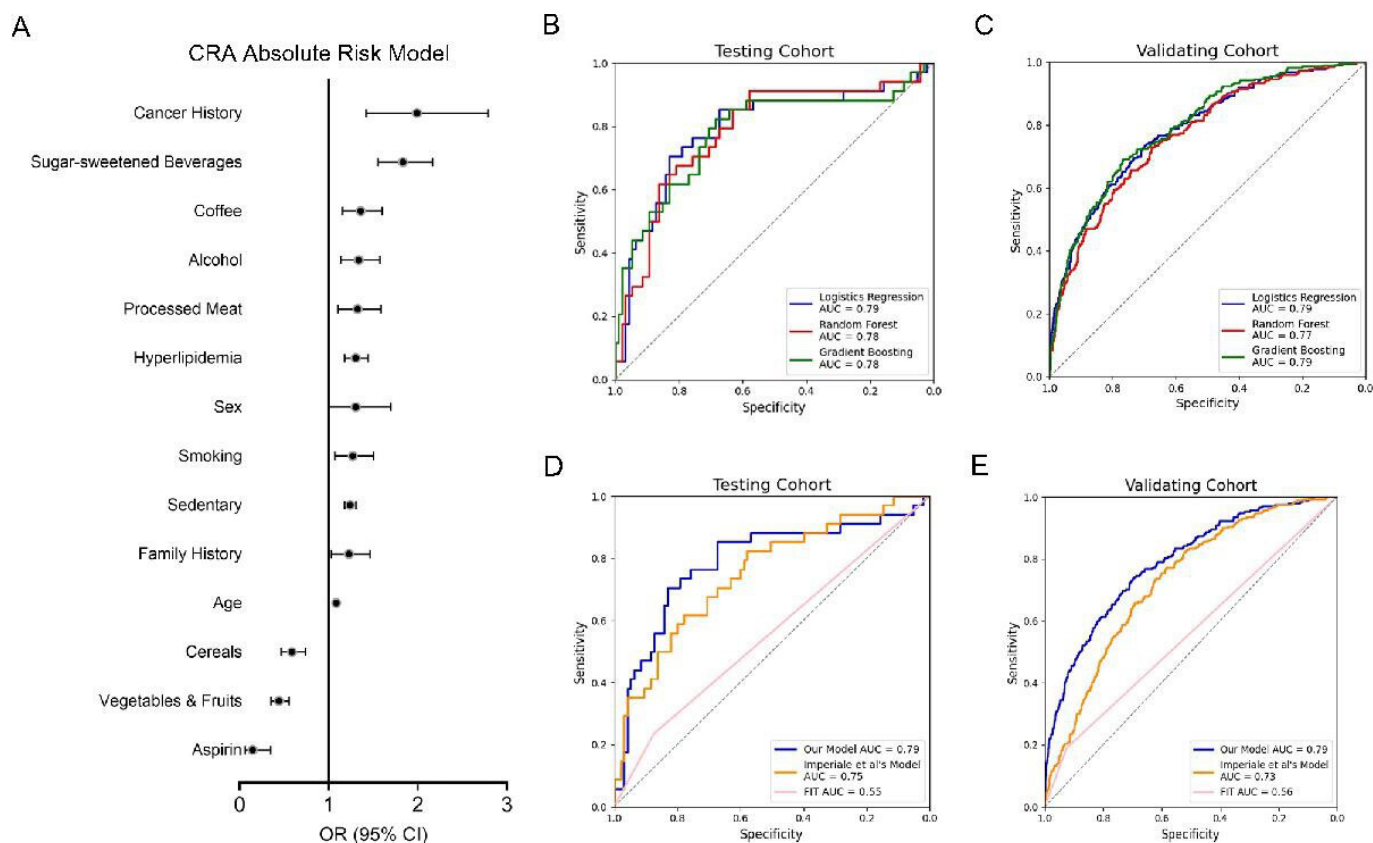 A
CRA Absolute Risk Model
Cancer History
Sugar-sweetened Beverages
Coffee
Alcohol
Processed Meat
Hyperlipidemia
Sex
Smoking
Sedentary
Family History
Age
Cereals
Vegetables & Fruits
Aspirin
0
1
2
3
OR (95% CI)
B
Testing Cohort
1.0
0.8
0.6
0.4
0.2
0.0
Sensitivity
Logistics Regression
AUC = 0.79
Random Forest
AUC = 0.78
Gradient Boosting
AUC = 0.78
1.0
0.8
0.6
0.4
0.2
0.0
Specificity
C
Validating Cohort
1.0
0.8
0.6
0.4
0.2
0.0
Sensitivity
Logistics Regression
AUC = 0.79
Random Forest
AUC = 0.77
Gradient Boosting
AUC = 0.79
1.0
0.8
0.6
0.4
0.2
0.0
Specificity
D
Testing Cohort
1.0
0.8
0.6
0.4
0.2
0.0
Sensitivity
Our Model AUC = 0.79
Imperiale et al's Model
AUC = 0.75
FIT AUC = 0.55
1.0
0.8
0.6
0.4
0.2
0.0
Specificity
E
Validating Cohort
1.0
0.8
0.6
0.4
0.2
0.0
Sensitivity
Our Model AUC = 0.79
Imperiale et al's Model
AUC = 0.73
FIT AUC = 0.56
1.0
0.8
0.6
0.4
0.2
0.0
Specificity